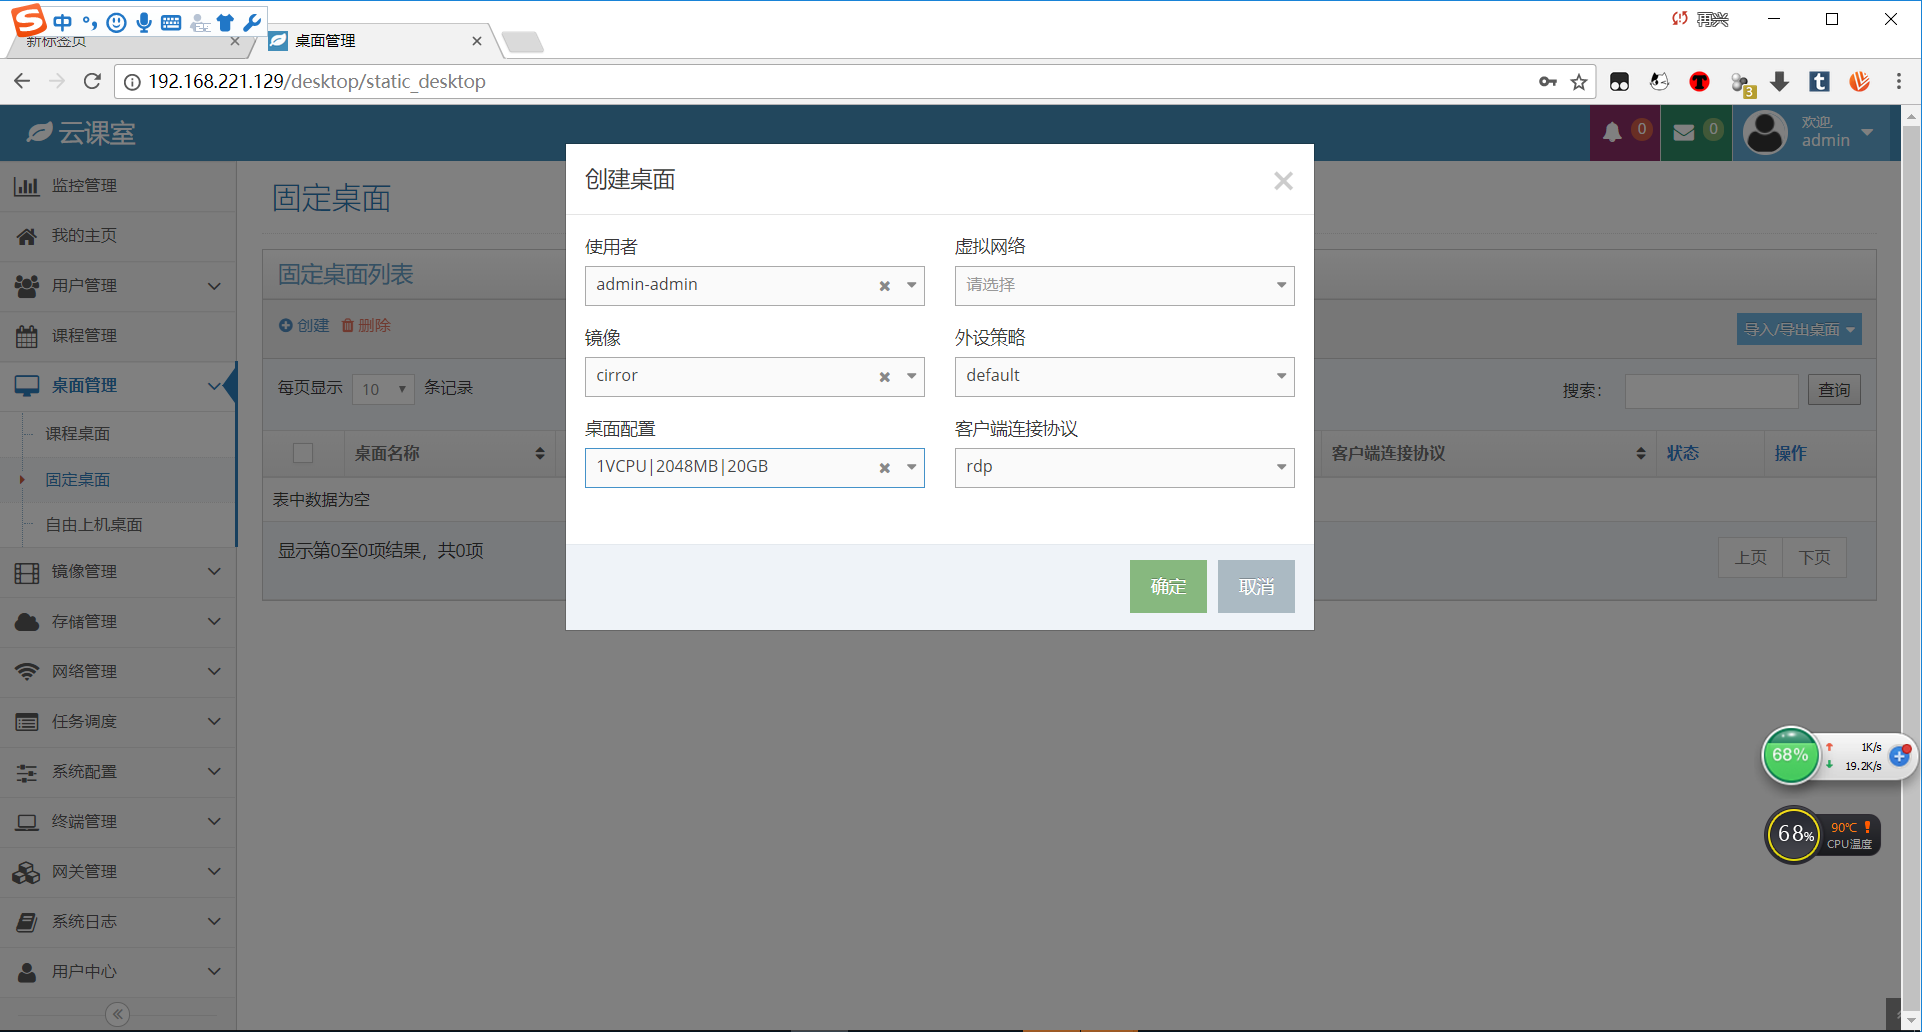 中
再兴
新标签页
桌面管理
192.168.221.129/desktop/static_desktop
3
云课室
0
0
欢迎,
admin
监控管理
我的主页
用户管理
课程管理
桌面管理
课程桌面
固定桌面
自由上机桌面
镜像管理
存储管理
网络管理
任务调度
系统配置
终端管理
网关管理
系统日志
用户中心
固定桌面
固定桌面列表
创建 删除
导入/导出桌面
每页显示 10 条记录
搜索: 查询
桌面名称
客户端连接协议 状态 操作
表中数据为空
显示第0至0项结果，共0项
上页 下页
创建桌面
使用者 虚拟网络
admin-admin 请选择
镜像 外设策略
cirror default
桌面配置 客户端连接协议
1VCPU|2048MB|20GB rdp
确定 取消
68% 1K/s
19.2K/s
68% 90℃
CPU温度